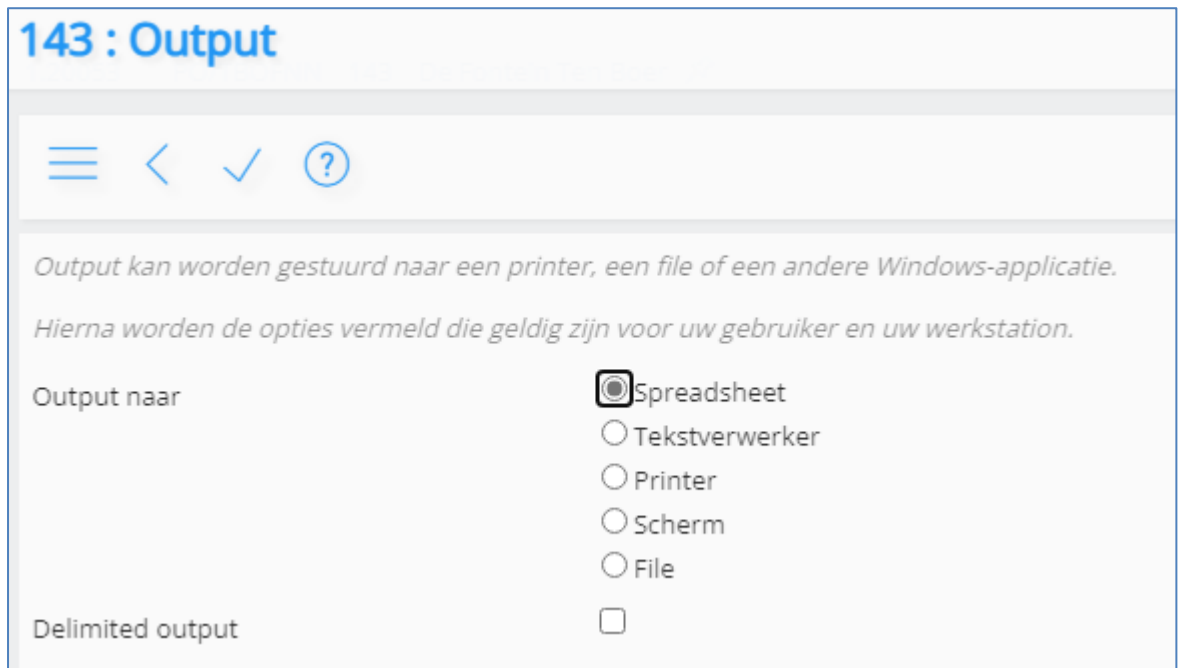 143 : Output
?
Output kan worden gestuurd naar een printer, een file of een andere Windows-applicatie.
Hierna worden de opties vermeld die geldig zijn voor uw gebruiker en uw werkstation.
Output naar
Spreadsheet
Tekstverwerker
Printer
Scherm
File
Delimited output